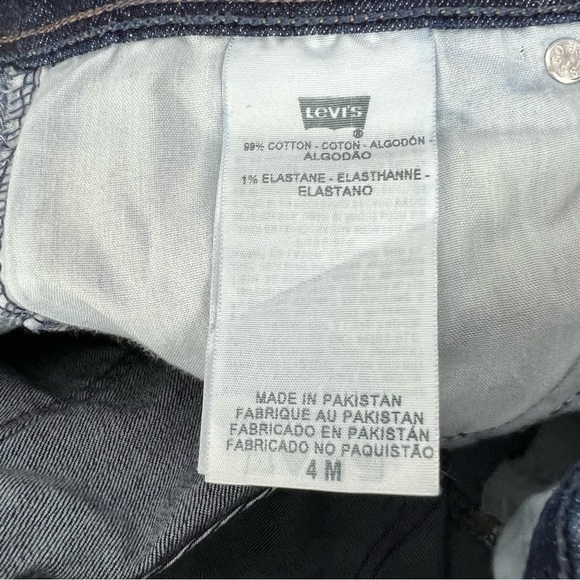 Levi's
®
99% COTTON - COTON - ALGODÓN -
ALGODÃO
1% ELASTANE - ELASTHANNE -
ELASTANO
MADE IN PAKISTAN
FABRIQUE AU PAKISTAN
FABRICADO EN PAKISTÁN
FABRICADO NO PAQUISTÃO
4 M